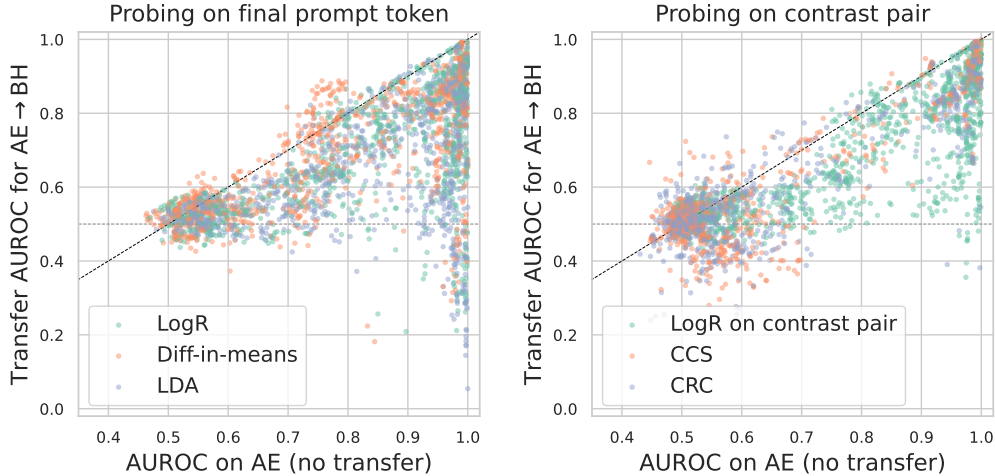 Probing on final prompt token
Transfer AUROC for AE → BH
1.0
0.8
0.6
0.4
0.2
0.0
LogR
Diff-in-means
LDA
0.4 0.5 0.6 0.7 0.8 0.9 1.0
AUROC on AE (no transfer)
Probing on contrast pair
Transfer AUROC for AE → BH
1.0
0.8
0.6
0.4
0.2
0.0
LogR on contrast pair
CCS
CRC
0.4 0.5 0.6 0.7 0.8 0.9 1.0
AUROC on AE (no transfer)